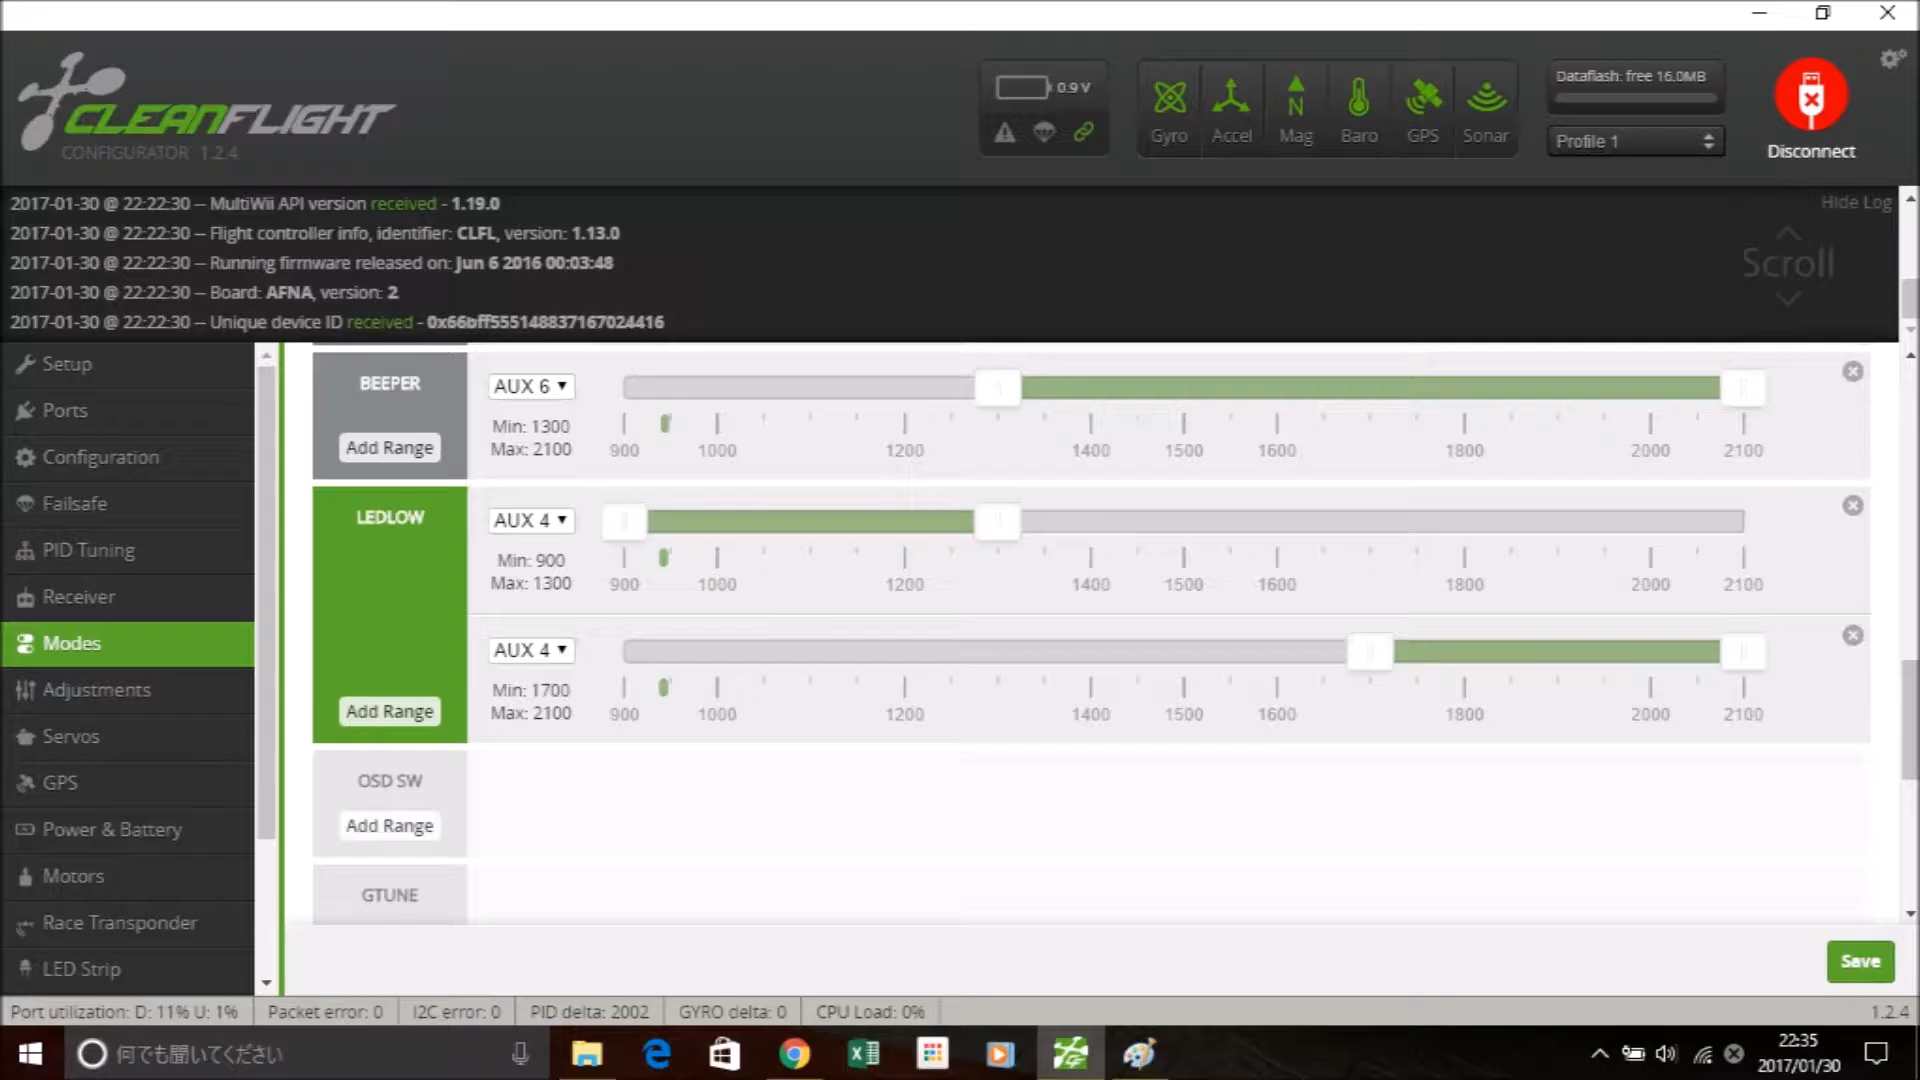 CLEANFLIGHT
CONFIGURATOR 1.2.4
0.9 V
Gyro
Accel
N
Mag
Baro
GPS
Sonar
Dataflash: free 16.0MB
Profile 1
Disconnect
2017-01-30 @ 22:22:30 -- MultiWii API version received - 1.19.0
2017-01-30 @ 22:22:30 -- Flight controller info, identifier: CLFL, version: 1.13.0
2017-01-30 @ 22:22:30 -- Running firmware released on: Jun 6 2016 00:03:48
2017-01-30 @ 22:22:30 -- Board: AFNA, version: 2
2017-01-30 @ 22:22:30 -- Unique device ID received - 0x66bff555148837167024416
Hide Log
Scroll
Setup
Ports
Configuration
Failsafe
PID Tuning
Receiver
Modes
Adjustments
Servos
GPS
Power & Battery
Motors
Race Transponder
LED Strip
BEEPER
Add Range
AUX 6
Min: 1300
Max: 2100
900 1000 1200 1400 1500 1600 1800 2000 2100
LEDLOW
Add Range
AUX 4
Min: 900
Max: 1300
900 1000 1200 1400 1500 1600 1800 2000 2100
AUX 4
Min: 1700
Max: 2100
900 1000 1200 1400 1500 1600 1800 2000 2100
OSD SW
Add Range
GTUNE
Save
Port utilization: D: 11% U: 1%
Packet error: 0
I2C error: 0
PID delta: 2002
GYRO delta: 0
CPU Load: 0%
1.2.4
何でも聞いてください
22:35
2017/01/30